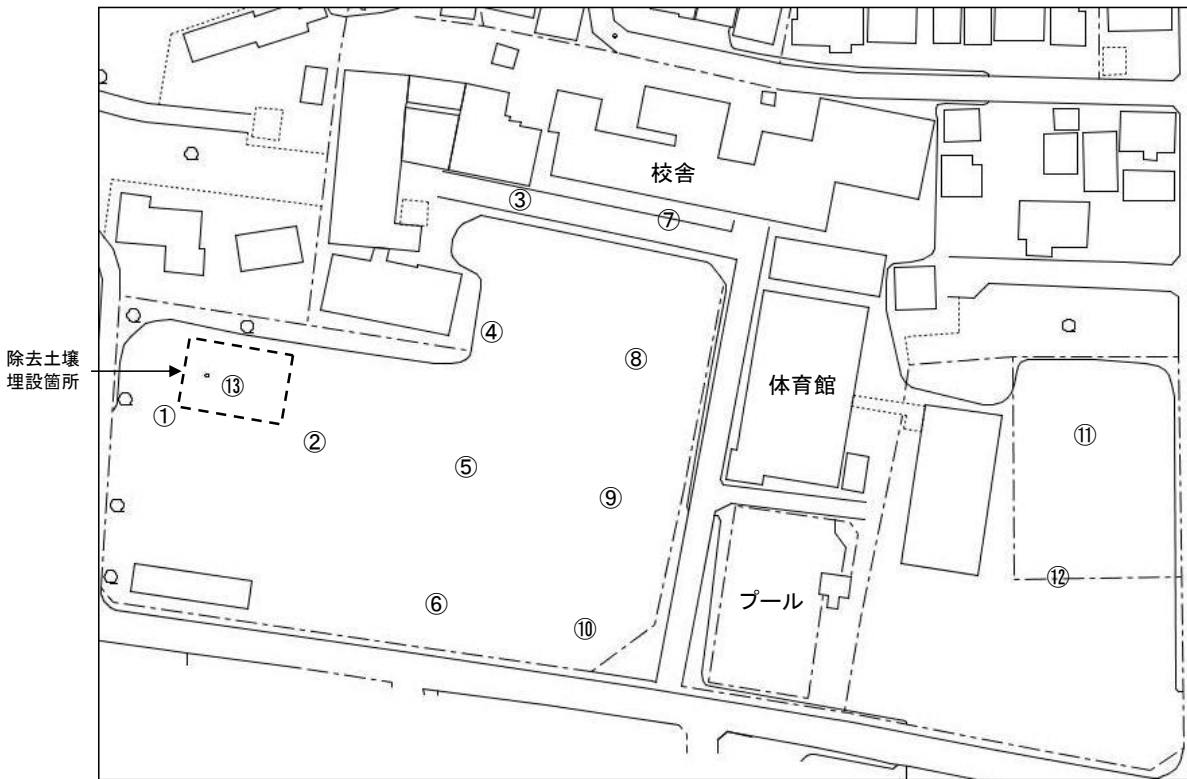 校舎
③
⑦
④
⑧
除去土壌
埋設箇所
⑬
体育館
①
②
⑪
⑤
⑨
⑫
⑥
プール
⑩